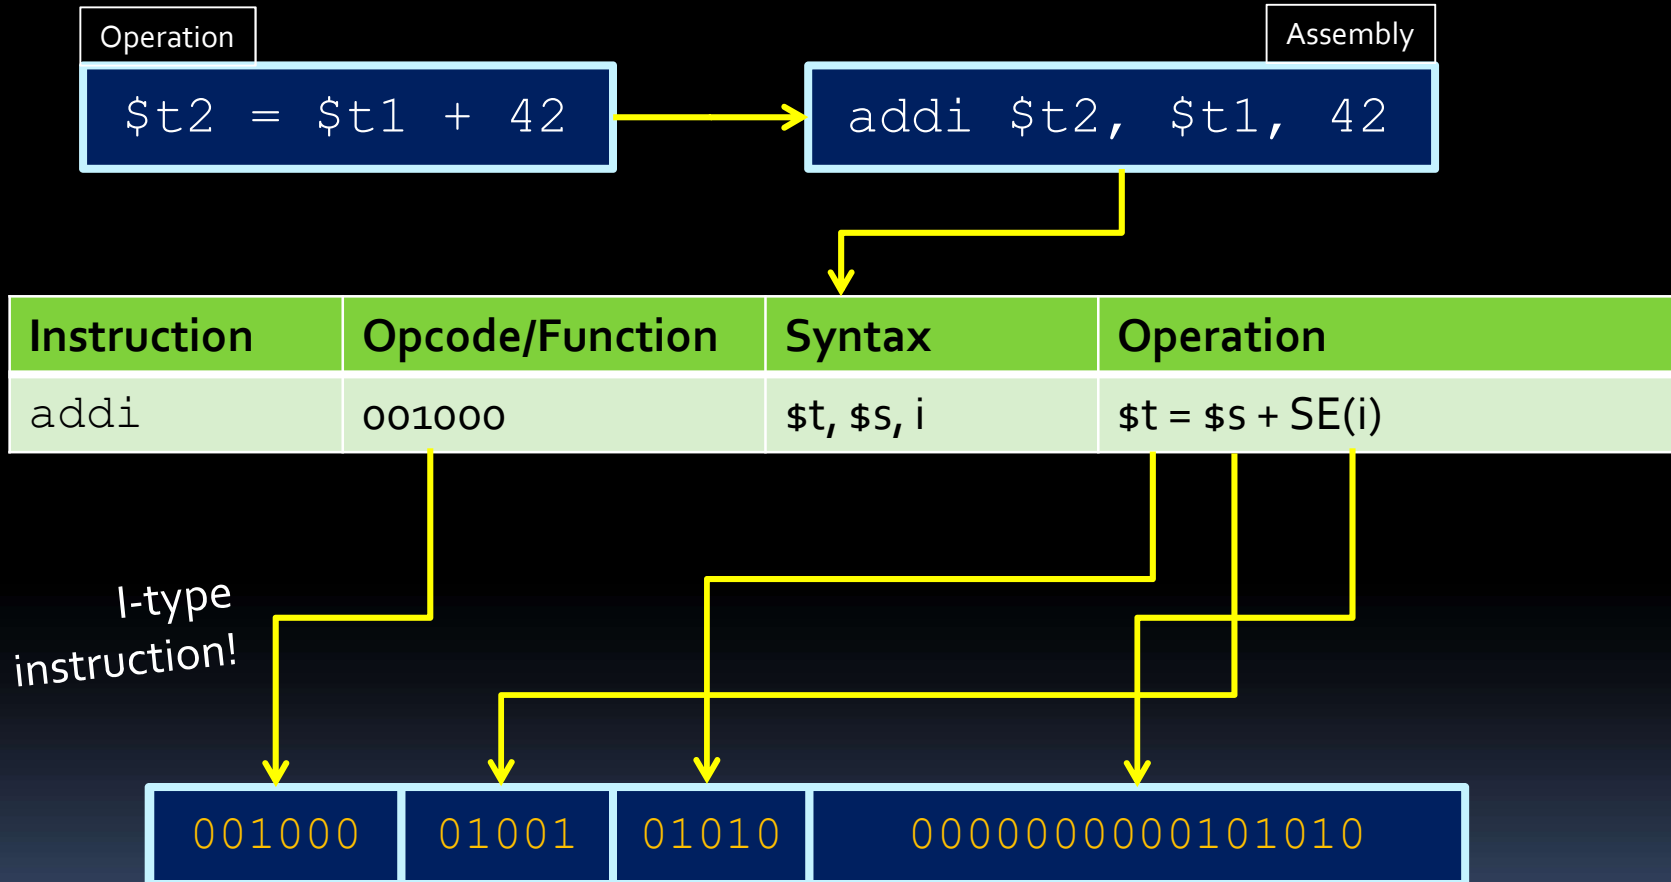 Operation
Assembly
$t2 = $t1 + 42
addi $t2, $t1, 42
Instruction Opcode/Function Syntax Operation
addi 001000 $t, $s, i $t = $s + SE(i)
I-type
instruction!
001000 01001 01010 0000000000101010